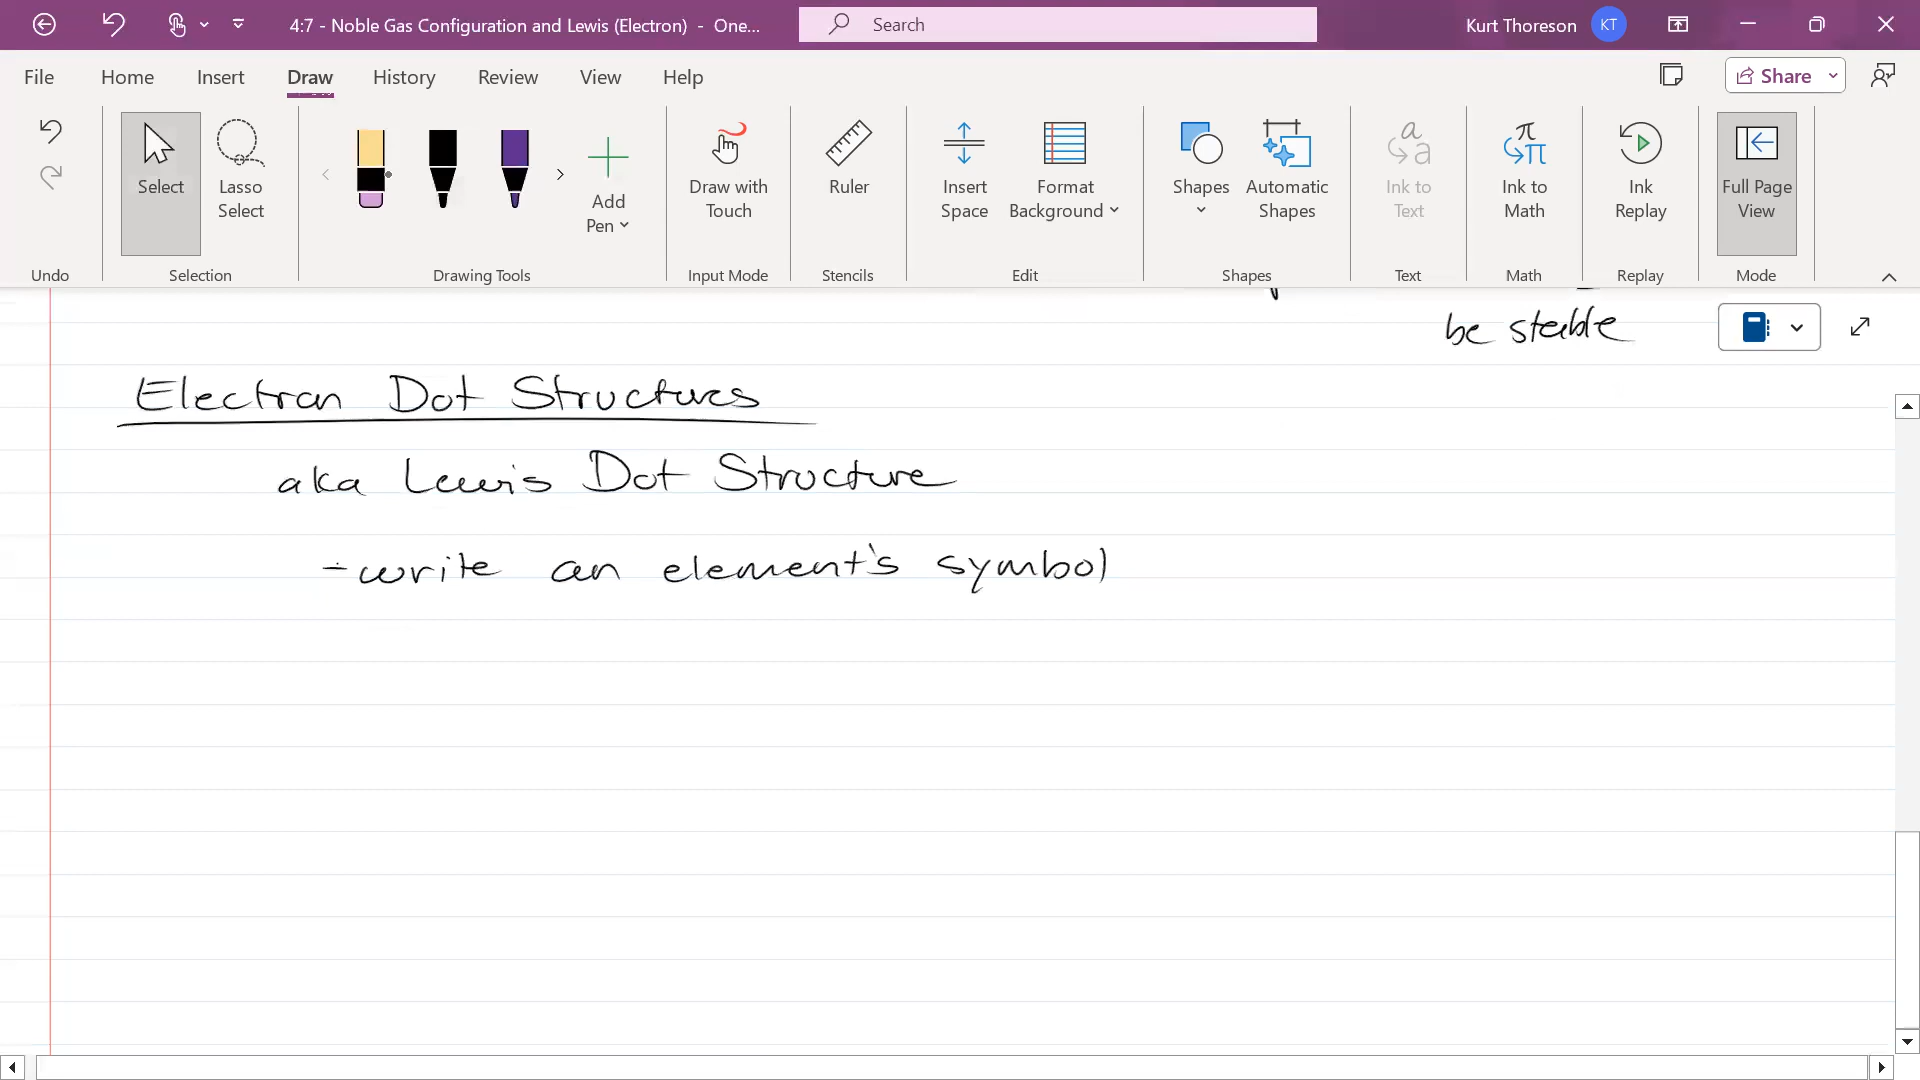 4:7 - Noble Gas Configuration and Lewis (Electron) - One...
Search
Kurt Thoreson KT
File Home Insert Draw History Review View Help
Share
Select
Lasso Select
Add Pen
Draw with Touch
Ruler
Insert Space
Format Background
Shapes
Automatic Shapes
a a
Ink to Text
π π
Ink to Math
Ink Replay
Full Page View
Undo Selection Drawing Tools Input Mode Stencils Edit Shapes Text Math Replay Mode
be stable
Electron Dot Structures
aka Lewis Dot Structure
- write an element's symbol